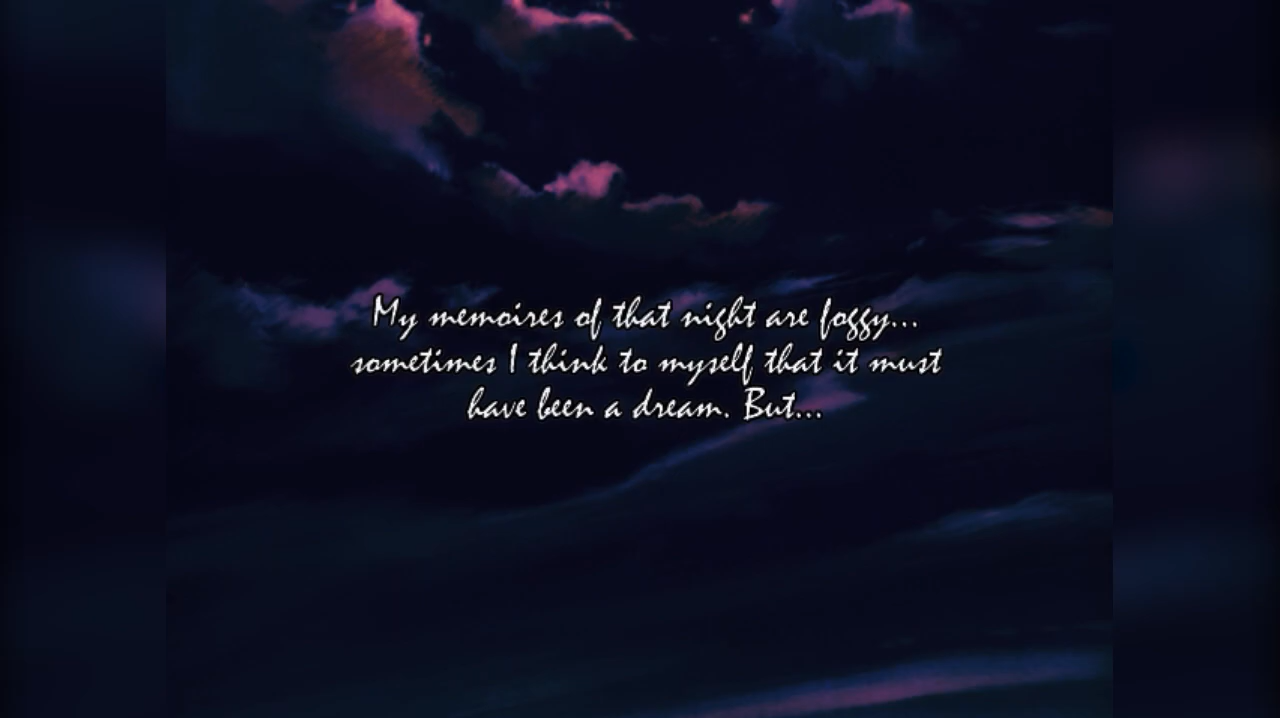 My memoires of that night are foggy...
sometimes I think to myself that it must
have been a dream. But...